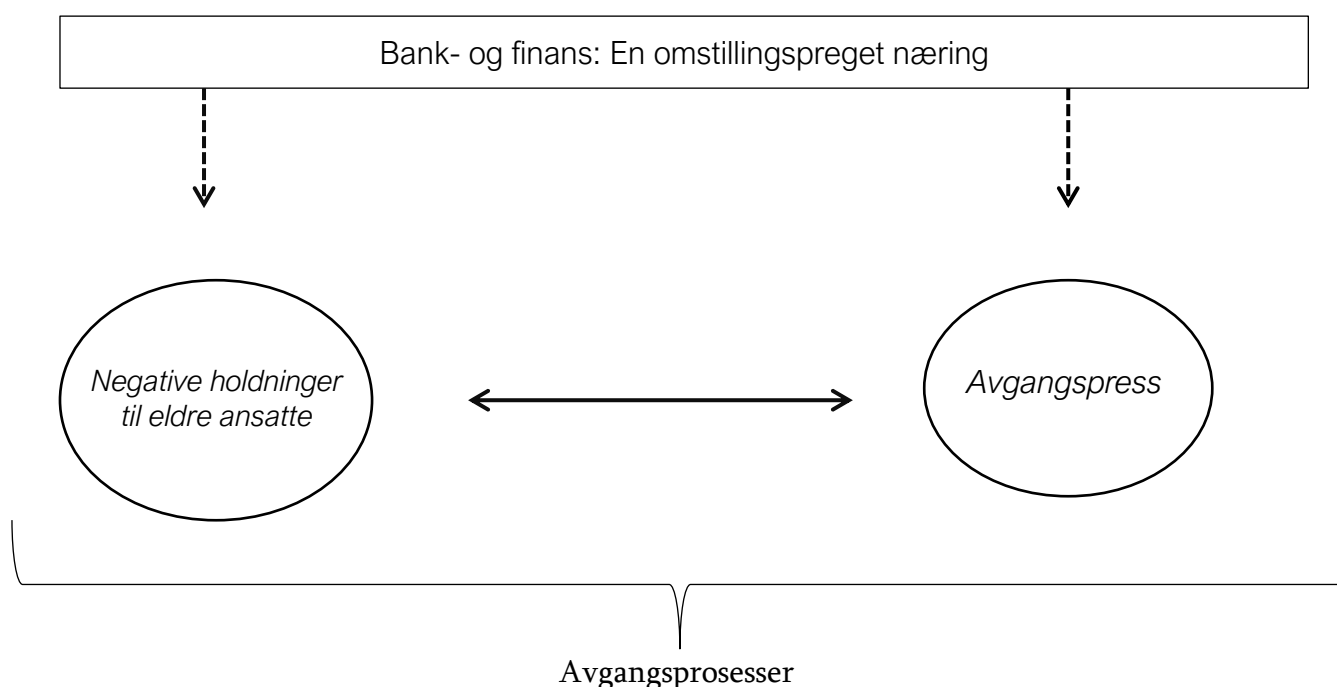 Bank- og finans: En omstillingspreget næring
Negative holdninger
til eldre ansatte
Avgangspress
Avgangsprosesser